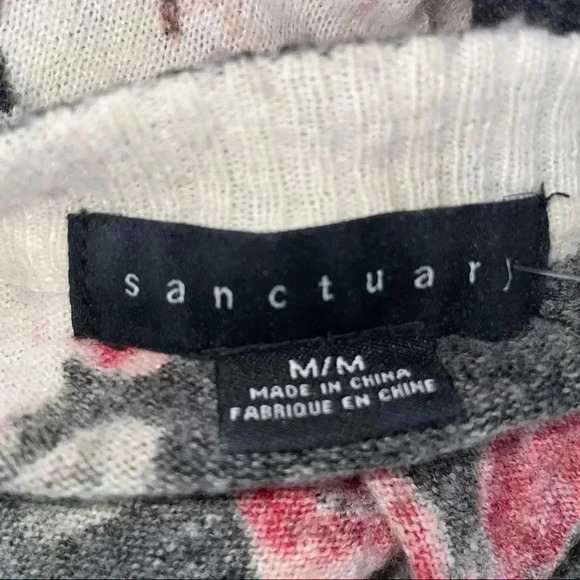 sanctuary
M/M
MADE IN CHINA
FABRIQUE EN CHINE